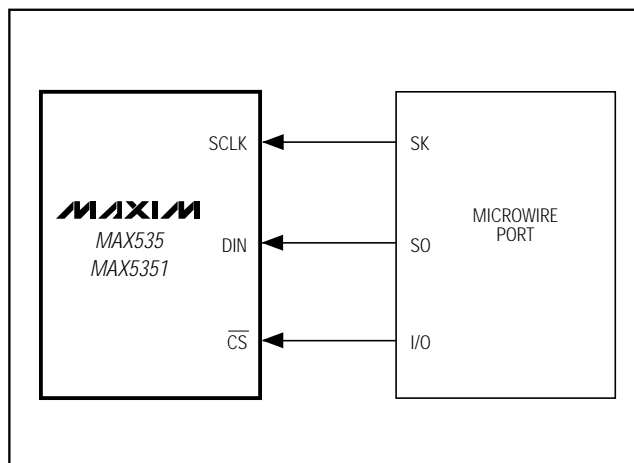 SCLK
SK
MAXIM
MAX535
MAX5351
DIN
SO
MICROWIRE
PORT
CS
I/O